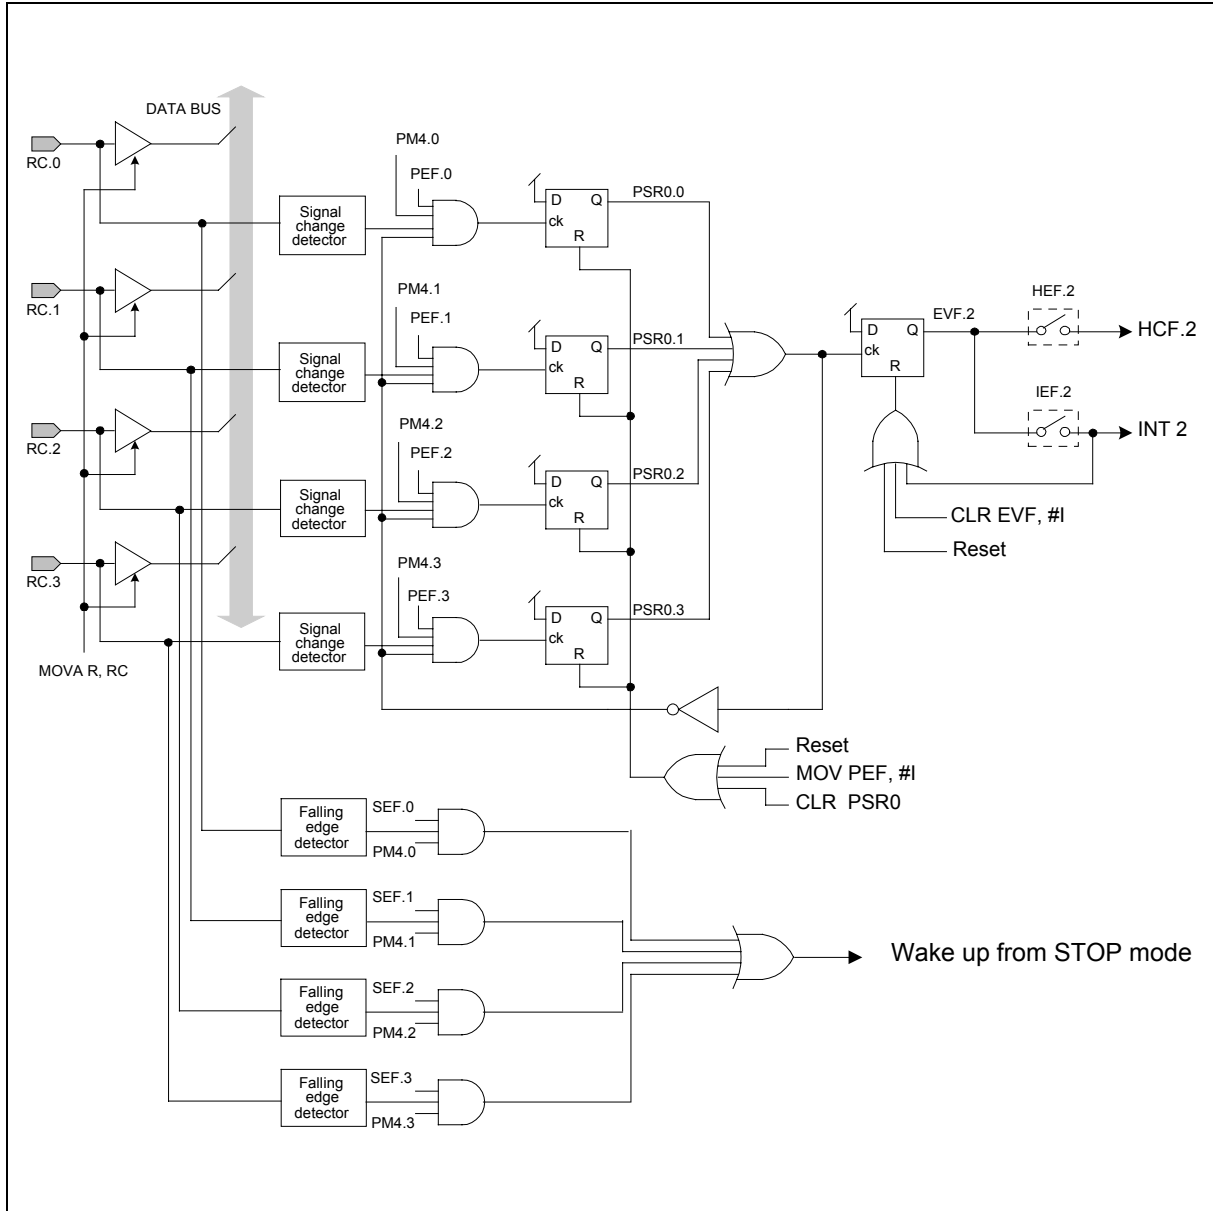 DATA BUS
RC.0
PM4.0
PEF.0
Signal
change
detector
D
Q
ck
R
PSR0.0
RC.1
PM4.1
PEF.1
Signal
change
detector
D
Q
ck
R
PSR0.1
HEF.2
EVF.2
D
Q
ck
R
HCF.2
IEF.2
INT 2
RC.2
PM4.2
PEF.2
Signal
change
detector
D
Q
ck
R
PSR0.2
CLR EVF, #I
Reset
RC.3
PM4.3
PEF.3
Signal
change
detector
D
Q
ck
R
PSR0.3
MOVA R, RC
Reset
MOV PEF, #I
CLR PSR0
Falling
edge
detector
SEF.0
PM4.0
Falling
edge
detector
SEF.1
PM4.1
Wake up from STOP mode
Falling
edge
detector
SEF.2
PM4.2
Falling
edge
detector
SEF.3
PM4.3